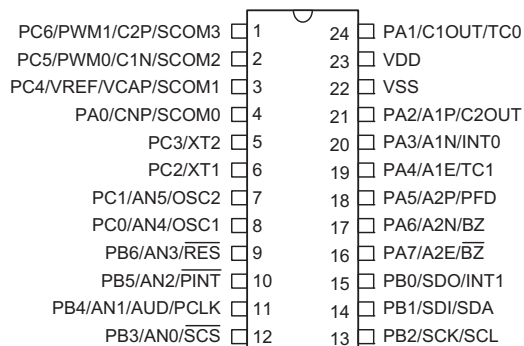 PC6/PWM1/C2P/SCOM3 1 24 PA1/C1OUT/TC0
PC5/PWM0/C1N/SCOM2 2 23 VDD
PC4/VREF/VCAP/SCOM1 3 22 VSS
PA0/CNP/SCOM0 4 21 PA2/A1P/C2OUT
PC3/XT2 5 20 PA3/A1N/INT0
PC2/XT1 6 19 PA4/A1E/TC1
PC1/AN5/OSC2 7 18 PA5/A2P/PFD
PC0/AN4/OSC1 8 17 PA6/A2N/BZ
PB6/AN3/R̅E̅S̅ 9 16 PA7/A2E/B̅Z̅
PB5/AN2/P̅I̅N̅T̅ 10 15 PB0/SDO/INT1
PB4/AN1/AUD/PCLK 11 14 PB1/SDI/SDA
PB3/AN0/S̅C̅S̅ 12 13 PB2/SCK/SCL